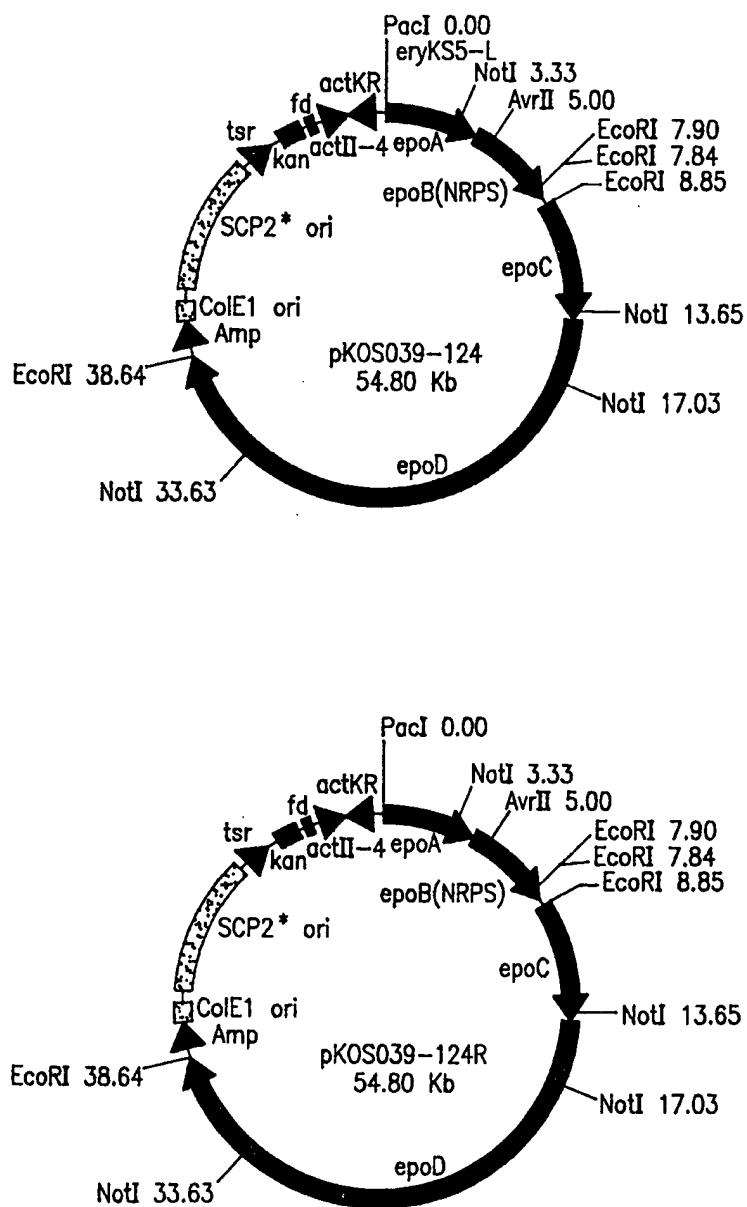 PacI 0.00
eryKS5-L
NotI 3.33
AvrII 5.00
EcoRI 7.90
EcoRI 7.84
EcoRI 8.85
actKR
fd
tsr
kan
actII-4
epoA
epoB(NRPS)
SCP2* ori
epoC
ColE1 ori
Amp
NotI 13.65
pKOS039-124
54.80 Kb
EcoRI 38.64
NotI 17.03
epoD
NotI 33.63
PacI 0.00
NotI 3.33
AvrII 5.00
EcoRI 7.90
EcoRI 7.84
EcoRI 8.85
actKR
fd
tsr
kan
actII-4
epoA
epoB(NRPS)
SCP2* ori
epoC
ColE1 ori
Amp
NotI 13.65
pKOS039-124R
54.80 Kb
EcoRI 38.64
NotI 17.03
epoD
NotI 33.63